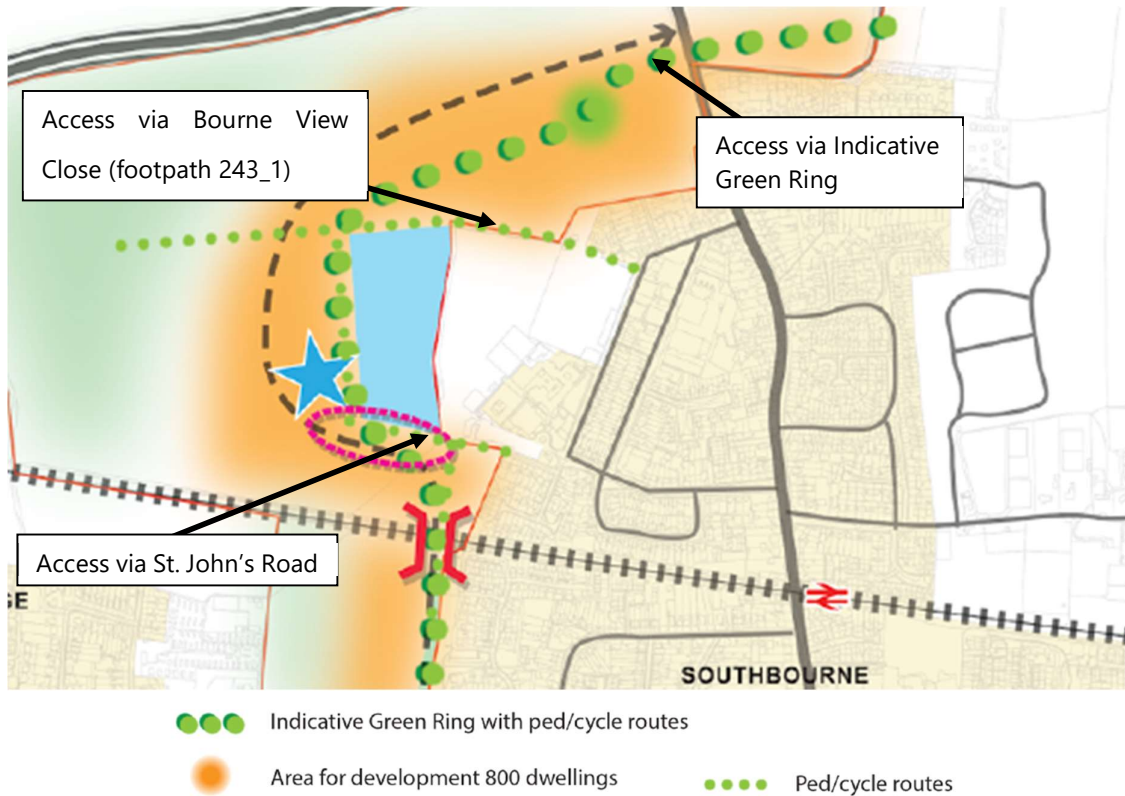 Access via Bourne View
Close (footpath 243_1)
Access via Indicative
Green Ring
Access via St. John's Road
GE
SOUTHBOURNE
Indicative Green Ring with ped/cycle routes
Area for development 800 dwellings
Ped/cycle routes